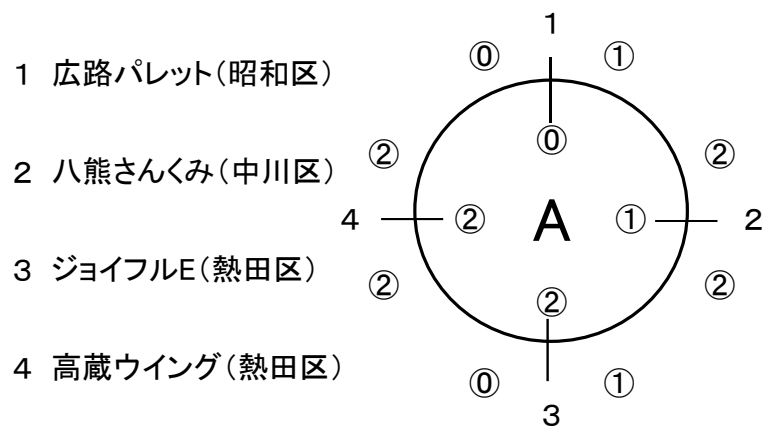 1
⓪ ①
1 広路パレット(昭和区)
⓪
② ②
2 八熊さんくみ(中川区)
4 ② A ① 2
3 ジョイフルE(熱田区)
② ② ②
4 高蔵ウイング(熱田区)
⓪ ①
3